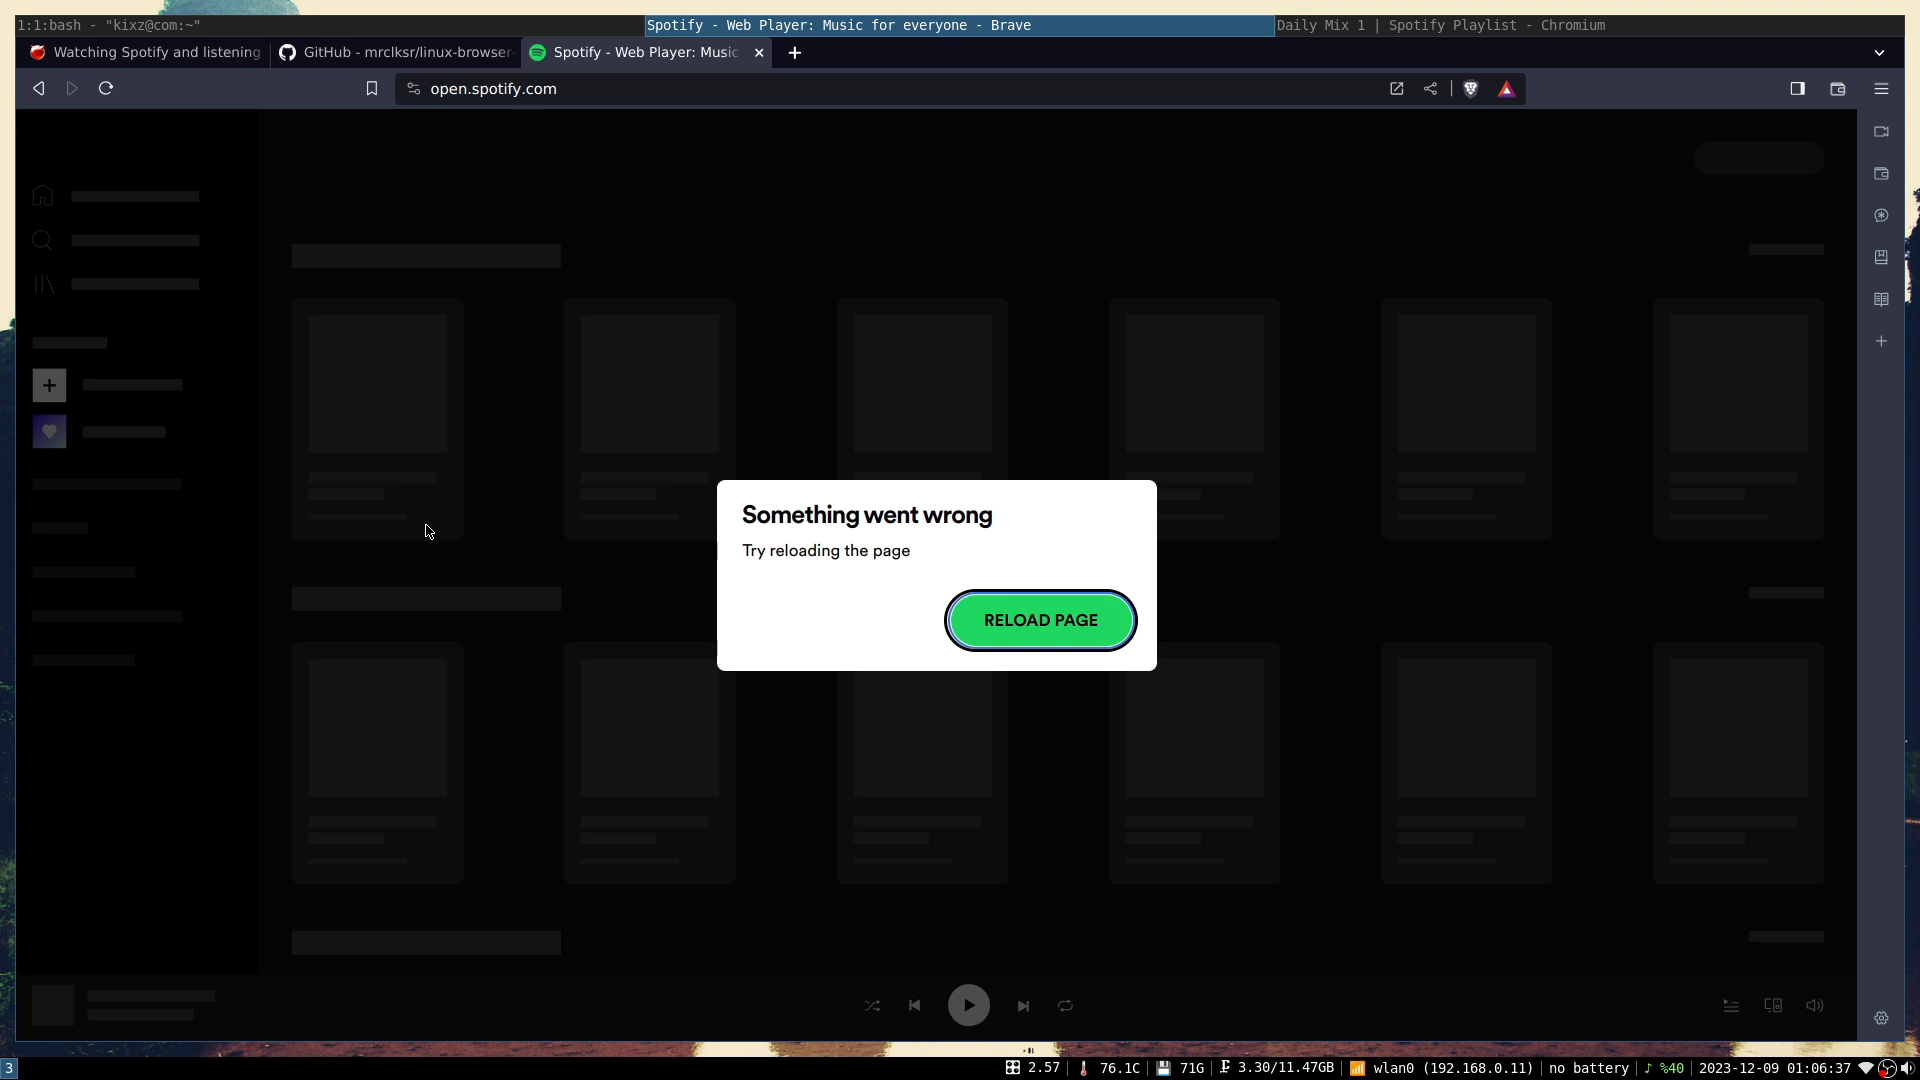 1:1:bash - "kixz@com:~"
Spotify - Web Player: Music for everyone - Brave
Daily Mix 1 | Spotify Playlist - Chromium
Watching Spotify and listening
GitHub - mrclksr/linux-browser-
Spotify - Web Player: Music
open.spotify.com
Something went wrong
Try reloading the page
RELOAD PAGE
3
2.57 | 76.1C | 71G | 3.30/11.47GB | wlan0 (192.168.0.11) | no battery | ♪ %40 | 2023-12-09 01:06:37